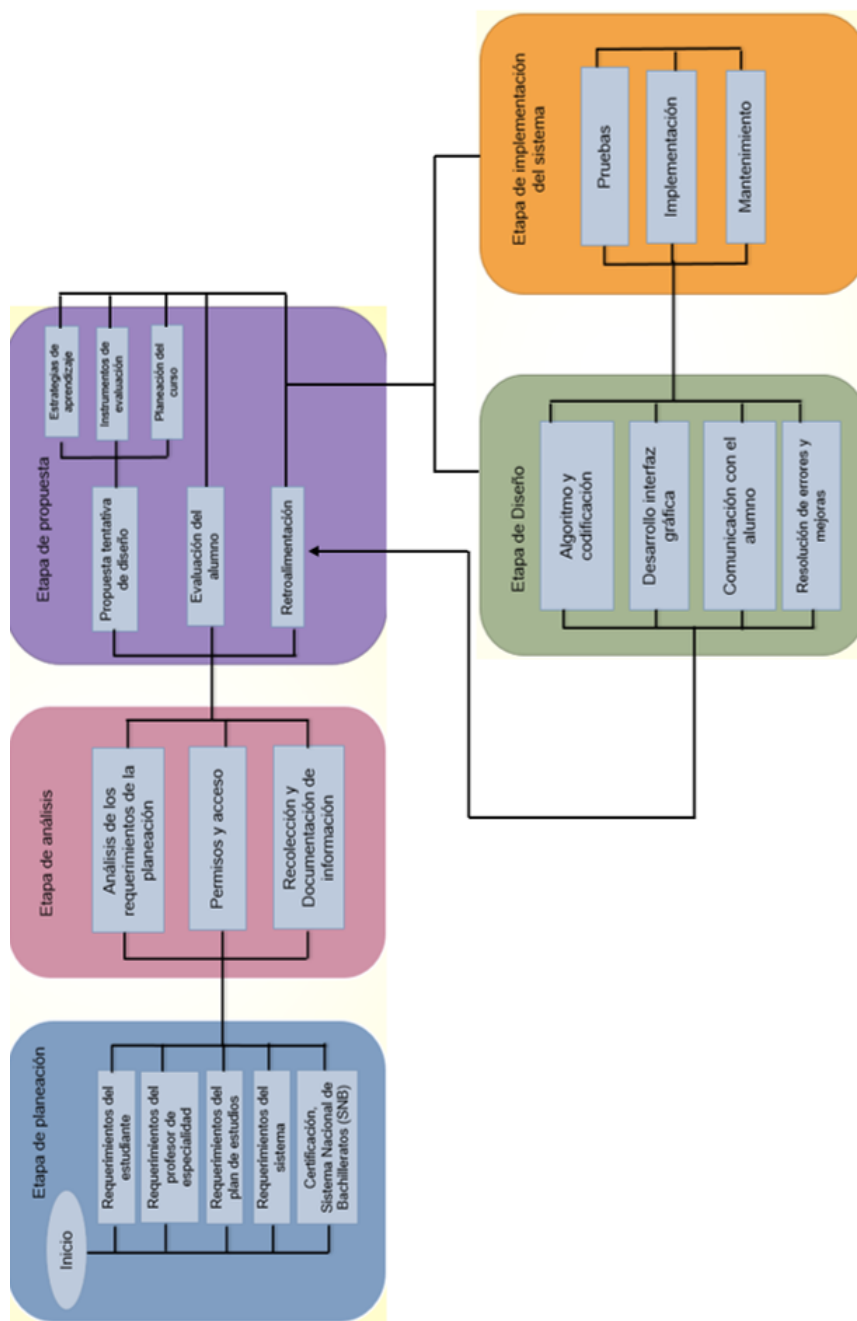 Etapa de planeación
Inicio
Requerimientos del
estudiante
Requerimientos del
profesor de
especialidad
Requerimientos del
plan de estudios
Requerimientos del
sistema
Certificación,
Sistema Nacional de
Bachilleratos (SNB)
Etapa de análisis
Análisis de los
requerimientos de la
planeación
Permisos y acceso
Recolección y
Documentación de
información
Etapa de propuesta
Propuesta tentativa
de diseño
Estrategias de
aprendizaje
Instrumentos de
evaluación
Planeación del
curso
Evaluación del
alumno
Retroalimentación
Etapa de Diseño
Algoritmo y
codificación
Desarrollo interfaz
gráfica
Comunicación con el
alumno
Resolución de errores y
mejoras
Etapa de implementación
del sistema
Pruebas
Implementación
Mantenimiento